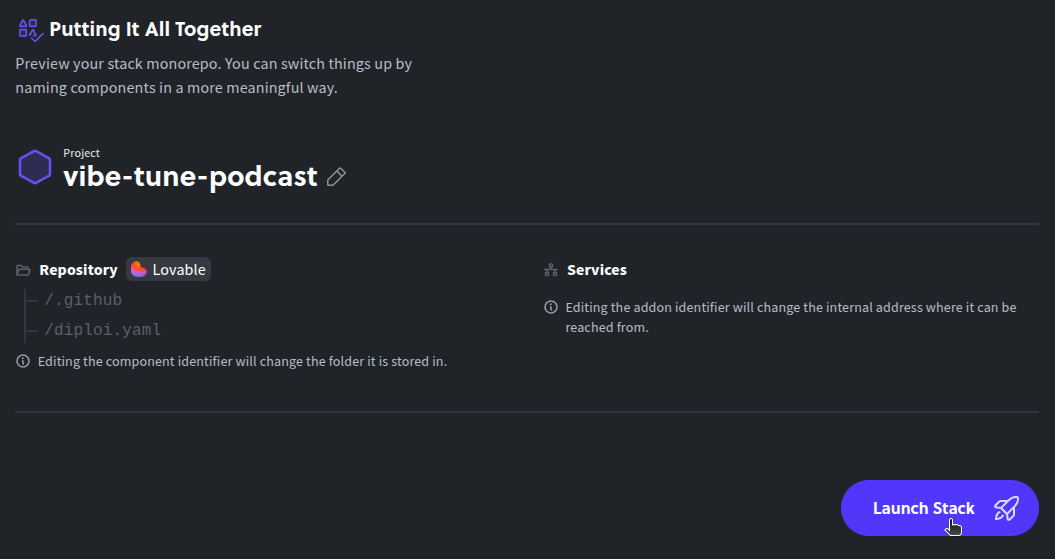 Putting It All Together
Preview your stack monorepo. You can switch things up by
naming components in a more meaningful way.
Project
vibe-tune-podcast
Repository Lovable
/.github
/diploi.yaml
Editing the component identifier will change the folder it is stored in.
Services
Editing the addon identifier will change the internal address where it can be
reached from.
Launch Stack